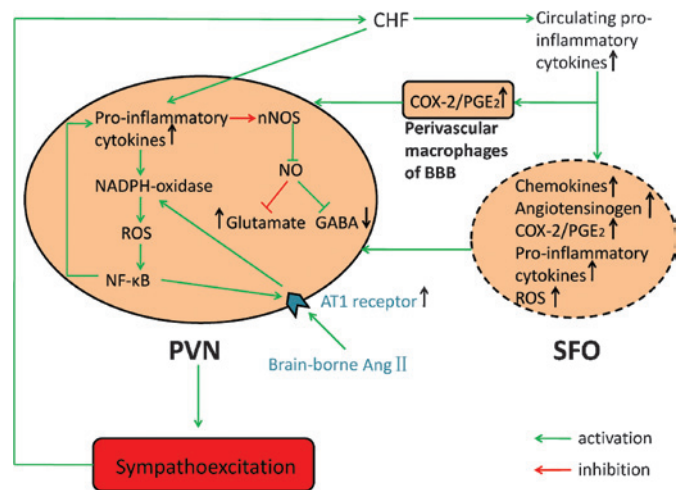 CHF
Circulating pro-
inflammatory
cytokines↑
COX-2/PGE₂↑
Perivascular
macrophages
of BBB
Pro-inflammatory
cytokines↑
nNOS
NO
NADPH-oxidase
↑Glutamate
GABA↓
ROS
NF-κB
AT1 receptor↑
Brain-borne Ang Ⅱ
Chemokines↑
Angiotensinogen↑
COX-2/PGE₂↑
Pro-inflammatory
cytokines↑
ROS↑
PVN
SFO
Sympathoexcitation
activation
inhibition